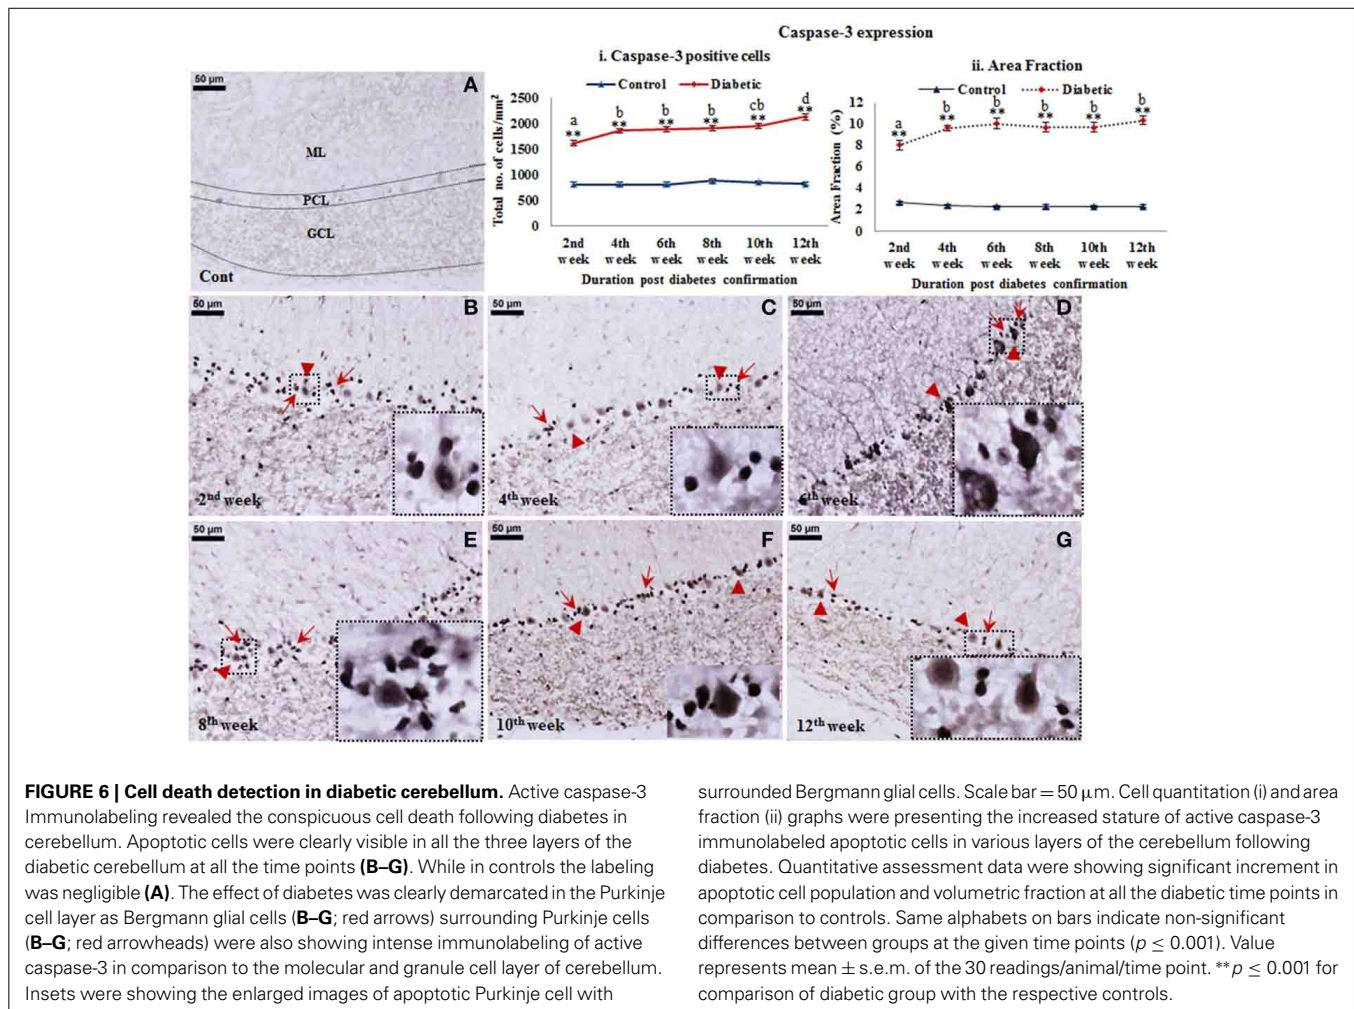 Caspase-3 expression
i. Caspase-3 positive cells
Control Diabetic
Total no. of cells/mm²
2500
2000
1500
1000
500
0
a b b b cb d
** ** ** ** ** **
2nd week 4th week 6th week 8th week 10th week 12th week
Duration post diabetes confirmation
ii. Area Fraction
Control Diabetic
Area Fraction (%)
12
10
8
6
4
2
0
a b b b b b
** ** ** ** ** **
2nd week 4th week 6th week 8th week 10th week 12th week
Duration post diabetes confirmation
50 µm
A
ML
PCL
GCL
Cont
50 µm
B
2nd week
50 µm
C
4th week
50 µm
D
6th week
50 µm
E
8th week
50 µm
F
10th week
50 µm
G
12th week
FIGURE 6 | Cell death detection in diabetic cerebellum. Active caspase-3
Immunolabeling revealed the conspicuous cell death following diabetes in
cerebellum. Apoptotic cells were clearly visible in all the three layers of the
diabetic cerebellum at all the time points (B–G). While in controls the labeling
was negligible (A). The effect of diabetes was clearly demarcated in the Purkinje
cell layer as Bergmann glial cells (B–G; red arrows) surrounding Purkinje cells
(B–G; red arrowheads) were also showing intense immunolabeling of active
caspase-3 in comparison to the molecular and granule cell layer of cerebellum.
Insets were showing the enlarged images of apoptotic Purkinje cell with
surrounded Bergmann glial cells. Scale bar = 50 µm. Cell quantitation (i) and area
fraction (ii) graphs were presenting the increased stature of active caspase-3
immunolabeled apoptotic cells in various layers of the cerebellum following
diabetes. Quantitative assessment data were showing significant increment in
apoptotic cell population and volumetric fraction at all the diabetic time points in
comparison to controls. Same alphabets on bars indicate non-significant
differences between groups at the given time points (p ≤ 0.001). Value
represents mean ± s.e.m. of the 30 readings/animal/time point. **p ≤ 0.001 for
comparison of diabetic group with the respective controls.